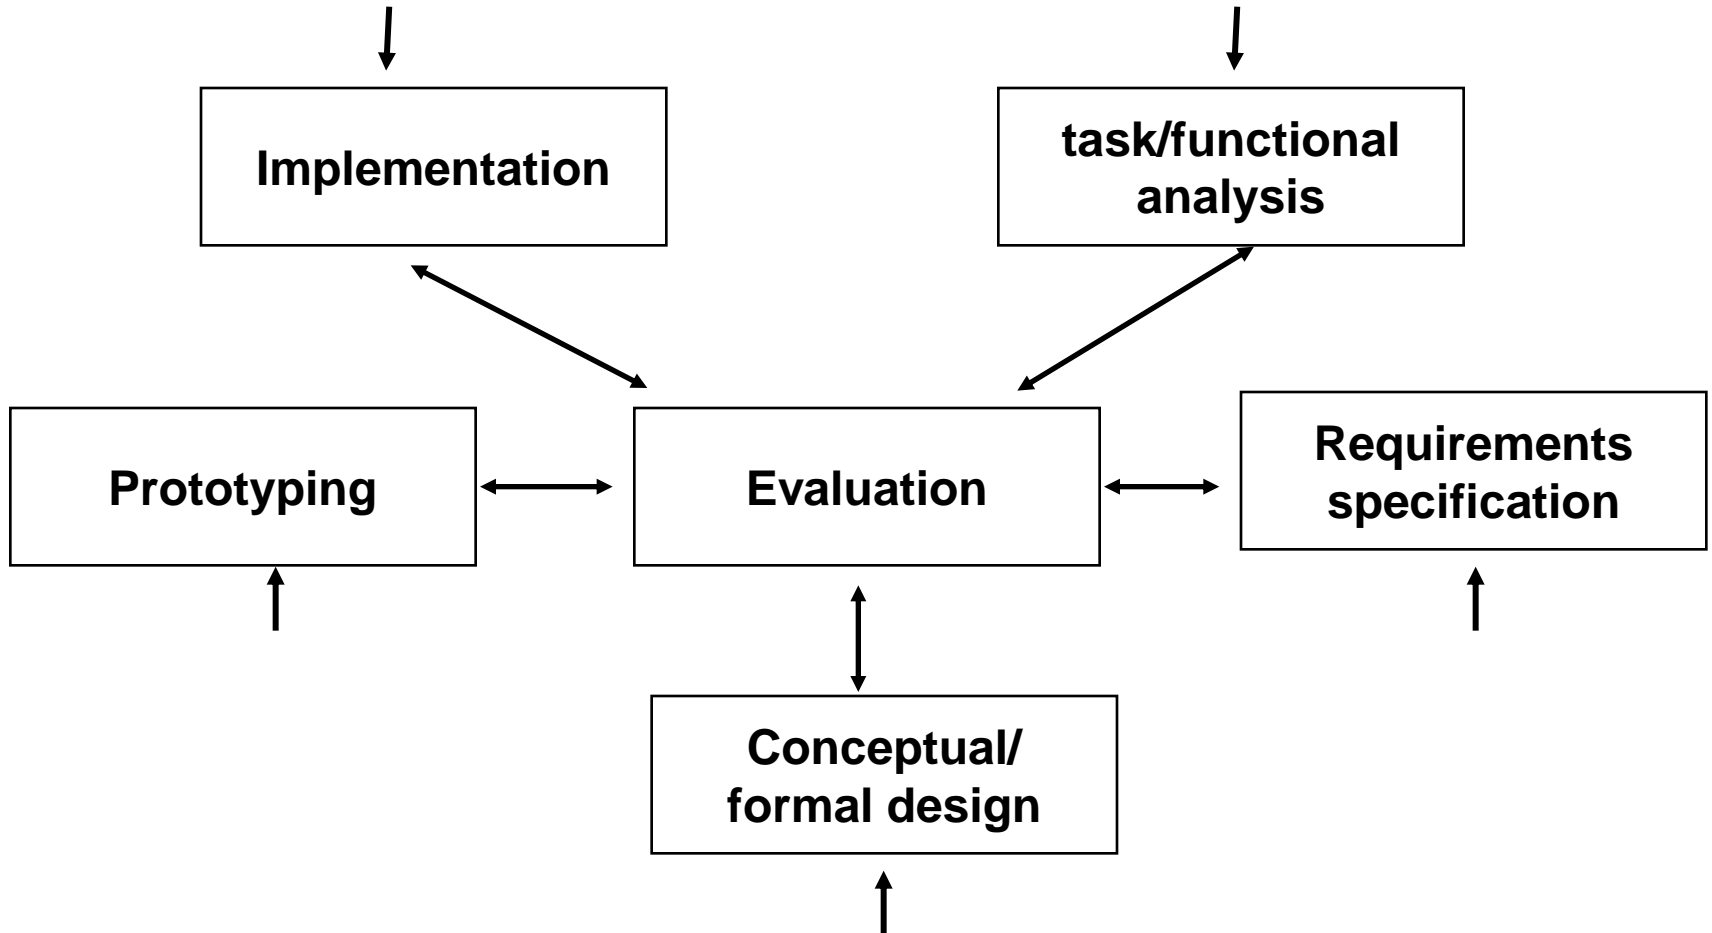 Implementation
task/functional
analysis
Prototyping
Evaluation
Requirements
specification
Conceptual/
formal design